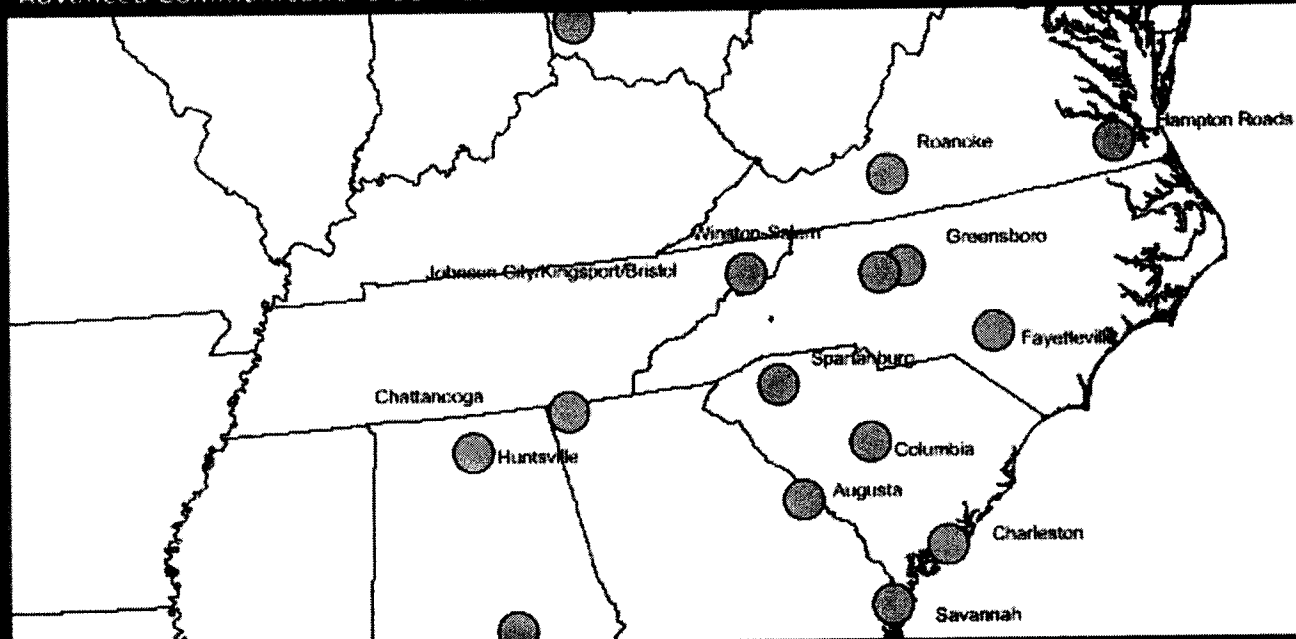 Hampton Roads
Roanoke
Winston-Salem
Greensboro
Johnson City/Kingsport/Bristol
Fayetteville
Spartanburg
Chattanooga
Columbia
Huntsville
Augusta
Charleston
Savannah